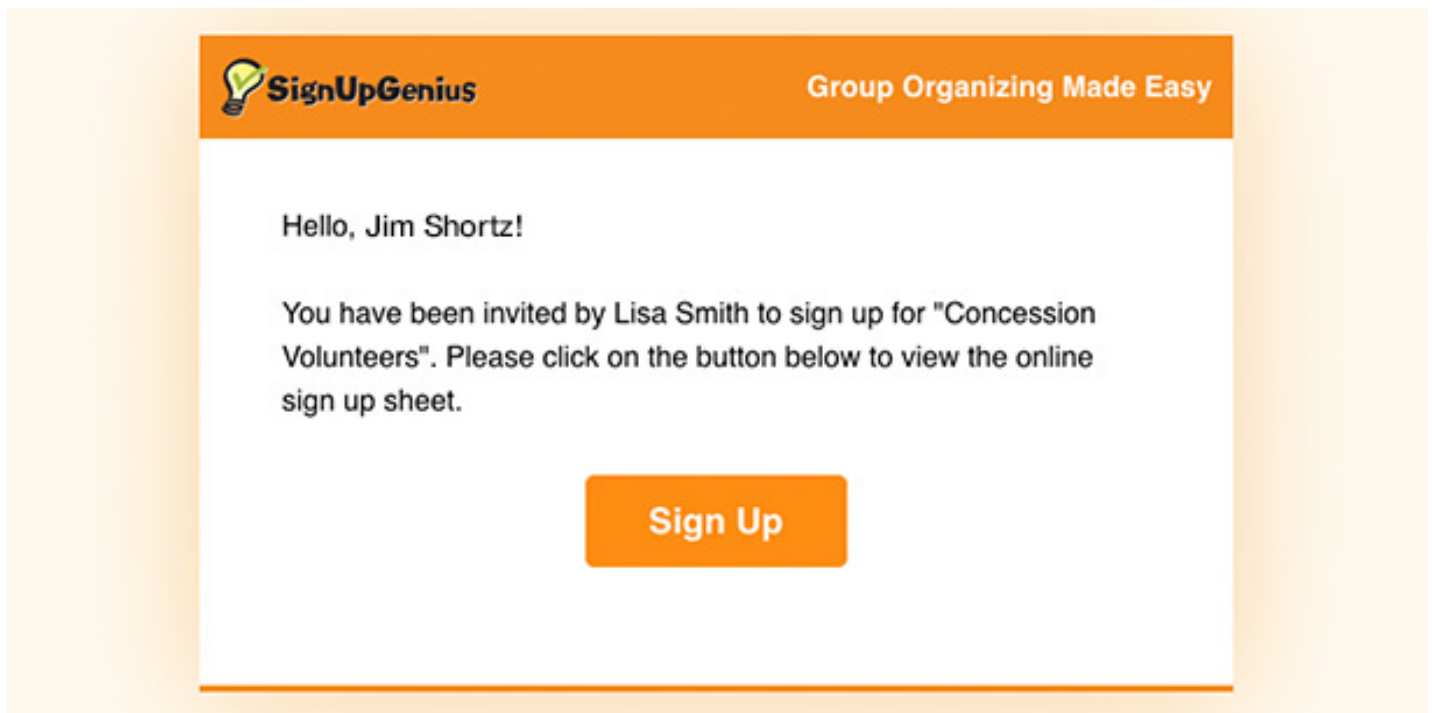 SignUpGenius
Group Organizing Made Easy
Hello, Jim Shortz!
You have been invited by Lisa Smith to sign up for "Concession
Volunteers". Please click on the button below to view the online
sign up sheet.
Sign Up